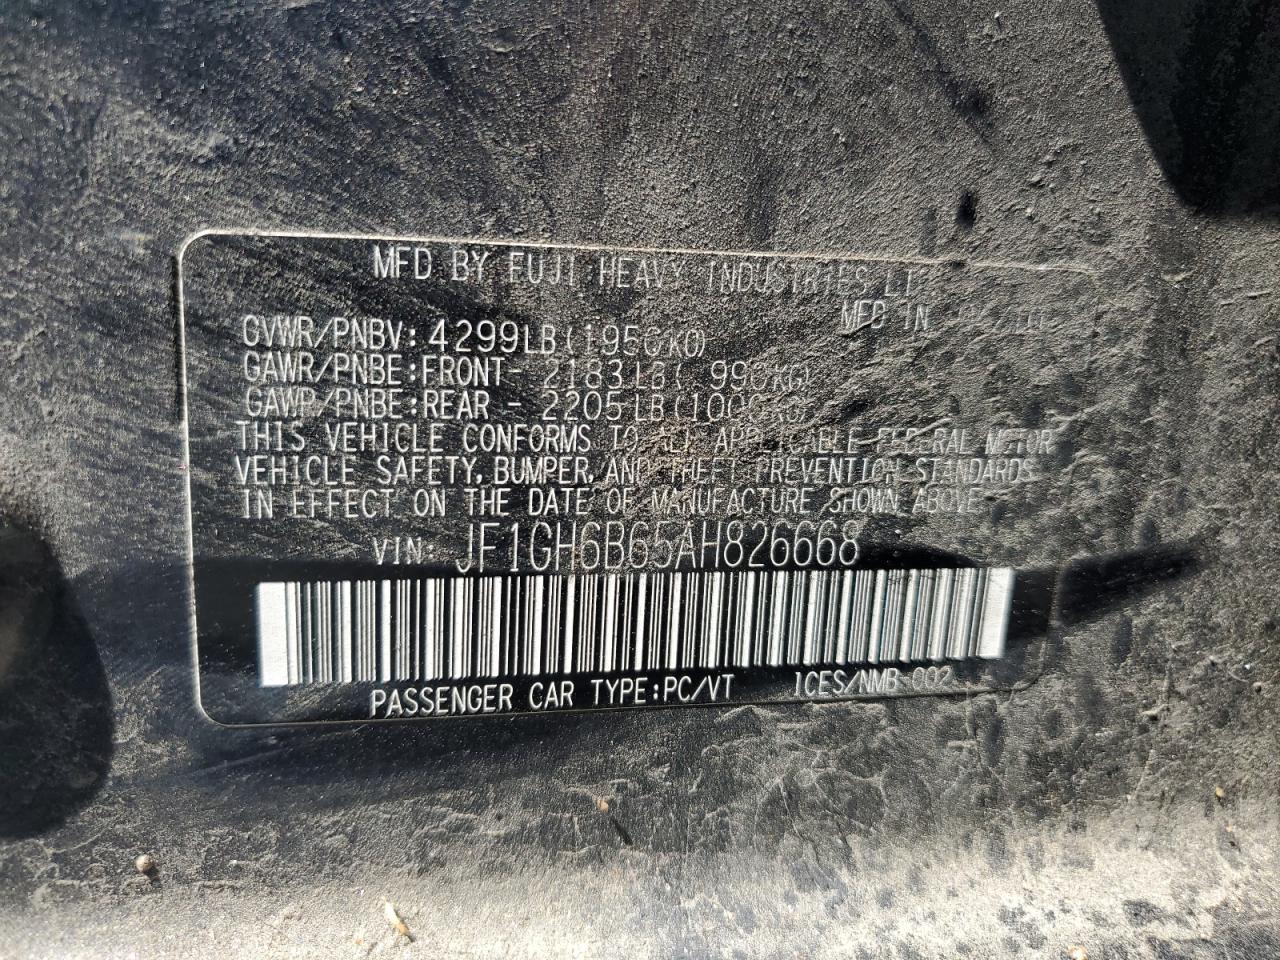 MFD BY FUJI HEAVY INDUSTRIES LT
MFD IN
GVWR/PNBV: 4299LB(1950KG)
GAWR/PNBE:FRONT- 2183LB( 990KG)
GAWR/PNBE:REAR - 2205LB(1000KG)
THIS VEHICLE CONFORMS TO ALL APPLICABLE FEDERAL MOTOR
VEHICLE SAFETY, BUMPER, AND THEFT PREVENTION STANDARDS
IN EFFECT ON THE DATE OF MANUFACTURE SHOWN ABOVE.
VIN: JF1GH6B65AH826668
PASSENGER CAR TYPE:PC/VT ICES/NMB-002